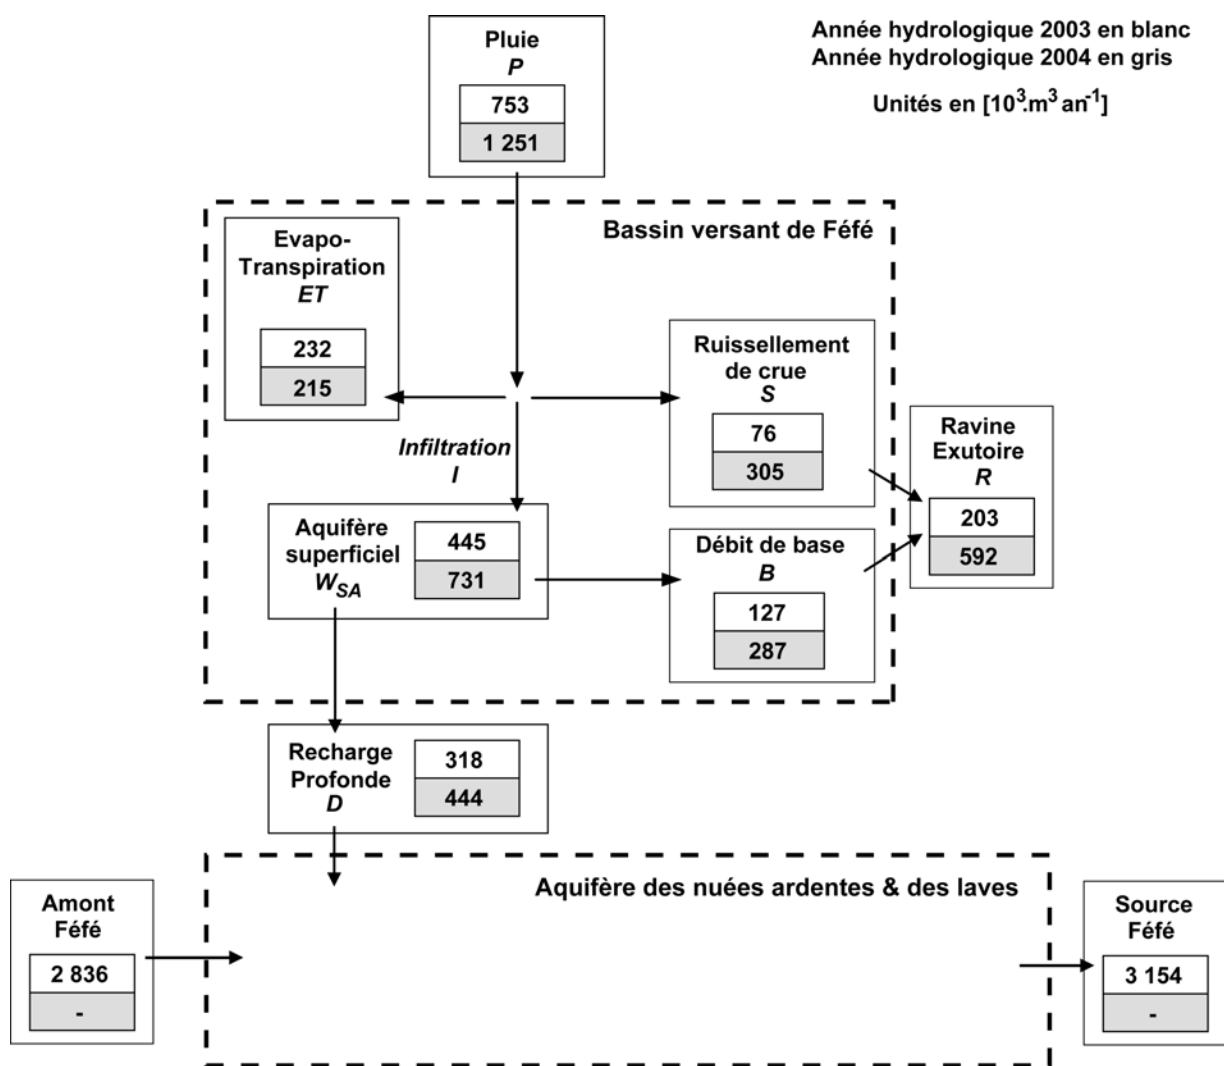 Pluie
P
753
1 251
Année hydrologique 2003 en blanc
Année hydrologique 2004 en gris
Unités en [10³.m³ an⁻¹]
Bassin versant de Féfé
Evapo-
Transpiration
ET
232
215
Ruissellement
de crue
S
76
305
Infiltration
I
Ravine
Exutoire
R
203
592
Aquifère
superficiel
W_SA
445
731
Débit de base
B
127
287
Recharge
Profonde
D
318
444
Aquifère des nuées ardentes & des laves
Amont
Féfé
2 836
-
Source
Féfé
3 154
-